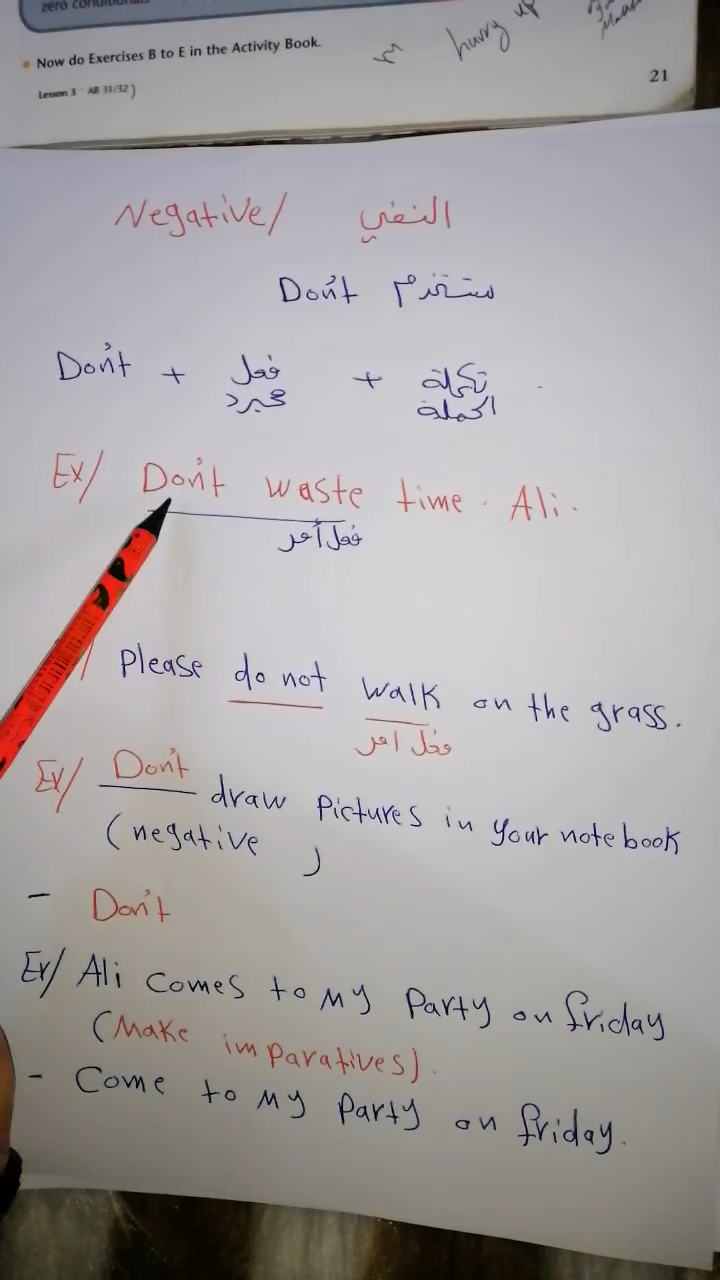 zero conditionals
Now do Exercises B to E in the Activity Book.
hurry up
Lesson 3 AB 31/32)
21
Negative/ النفي
Don't نستخدم
Don't + فعل مجرد + تكملة الجملة .
Ex/ Don't waste time . Ali .
فعل أمر
Please do not walk on the grass.
فعل امر
Ex/ Don't draw Pictures in your notebook
(negative )
- Don't
Ex/ Ali comes to My Party on friday
(Make imparatives).
- Come to My Party on friday.